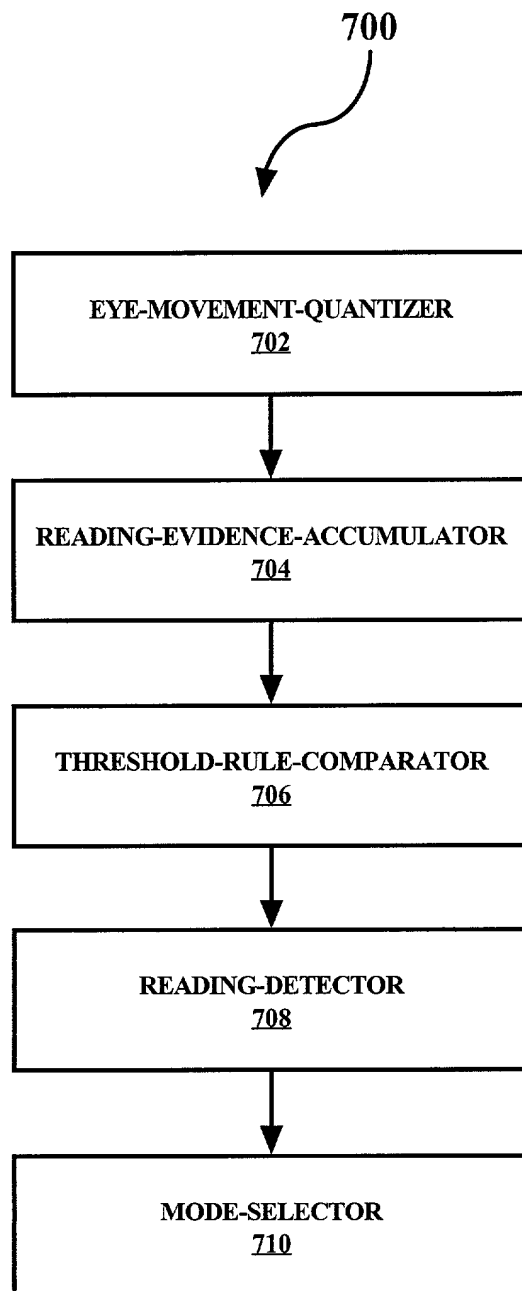 700
EYE-MOVEMENT-QUANTIZER
702
READING-EVIDENCE-ACCUMULATOR
704
THRESHOLD-RULE-COMPARATOR
706
READING-DETECTOR
708
MODE-SELECTOR
710